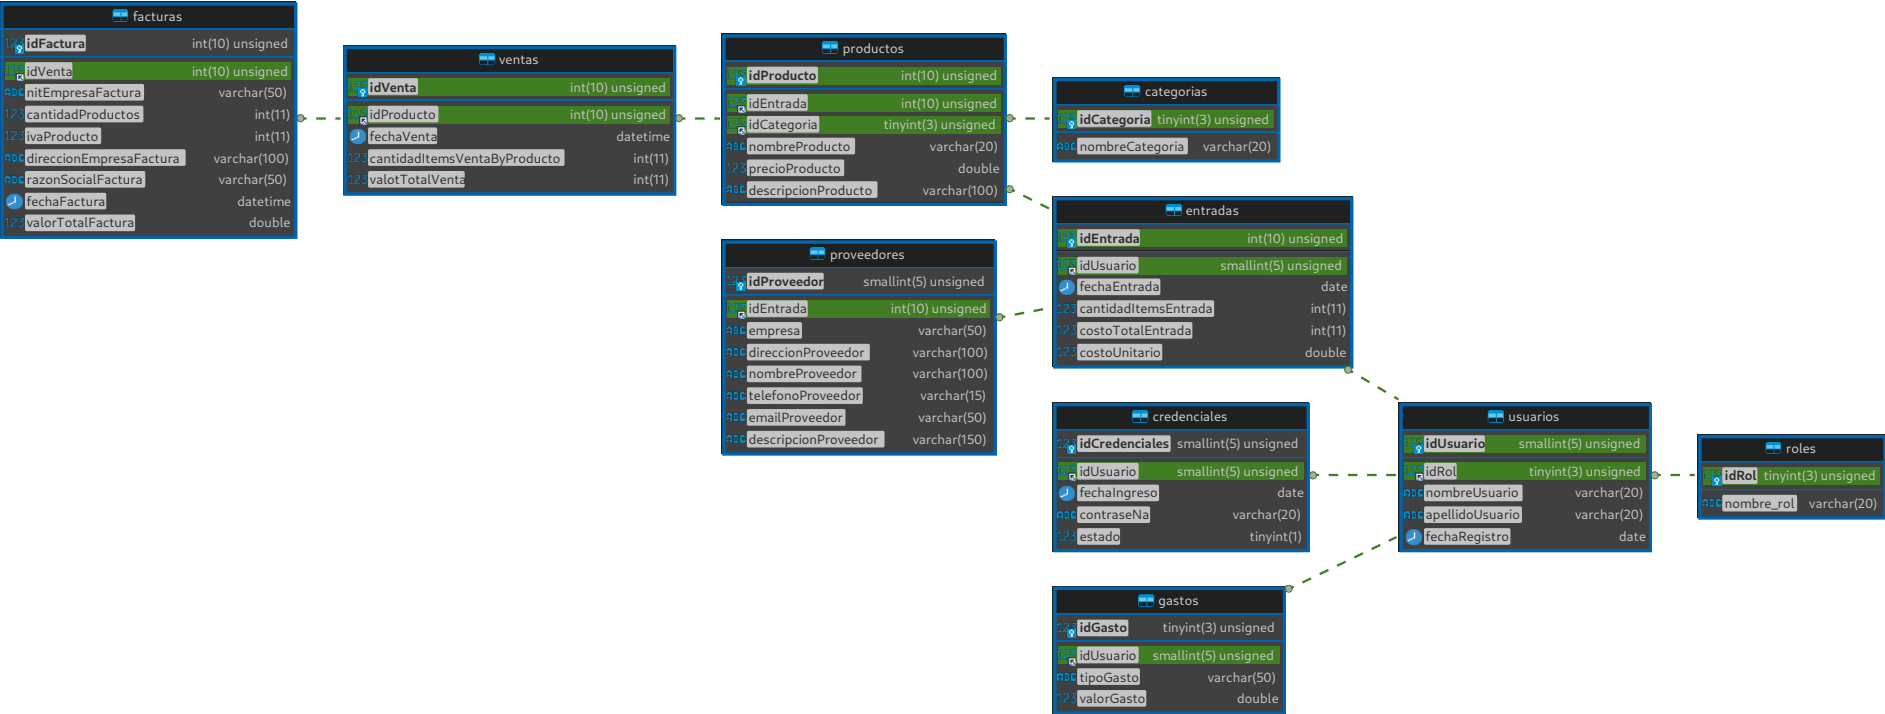 facturas
idFactura int(10) unsigned
idVenta int(10) unsigned
nitEmpresaFactura varchar(50)
cantidadProductos int(11)
ivaProducto int(11)
direccionEmpresaFactura varchar(100)
razonSocialFactura varchar(50)
fechaFactura datetime
valorTotalFactura double
ventas
idVenta int(10) unsigned
idProducto int(10) unsigned
fechaVenta datetime
cantidadItemsVentaByProducto int(11)
valotTotalVenta int(11)
productos
idProducto int(10) unsigned
idEntrada int(10) unsigned
idCategoria tinyint(3) unsigned
nombreProducto varchar(20)
precioProducto double
descripcionProducto varchar(100)
categorias
idCategoria tinyint(3) unsigned
nombreCategoria varchar(20)
proveedores
idProveedor smallint(5) unsigned
idEntrada int(10) unsigned
empresa varchar(50)
direccionProveedor varchar(100)
nombreProveedor varchar(100)
telefonoProveedor varchar(15)
emailProveedor varchar(50)
descripcionProveedor varchar(150)
entradas
idEntrada int(10) unsigned
idUsuario smallint(5) unsigned
fechaEntrada date
cantidadItemsEntrada int(11)
costoTotalEntrada int(11)
costoUnitario double
credenciales
idCredenciales smallint(5) unsigned
idUsuario smallint(5) unsigned
fechaIngreso date
contraseNa varchar(20)
estado tinyint(1)
usuarios
idUsuario smallint(5) unsigned
idRol tinyint(3) unsigned
nombreUsuario varchar(20)
apellidoUsuario varchar(20)
fechaRegistro date
roles
idRol tinyint(3) unsigned
nombre_rol varchar(20)
gastos
idGasto tinyint(3) unsigned
idUsuario smallint(5) unsigned
tipoGasto varchar(50)
valorGasto double